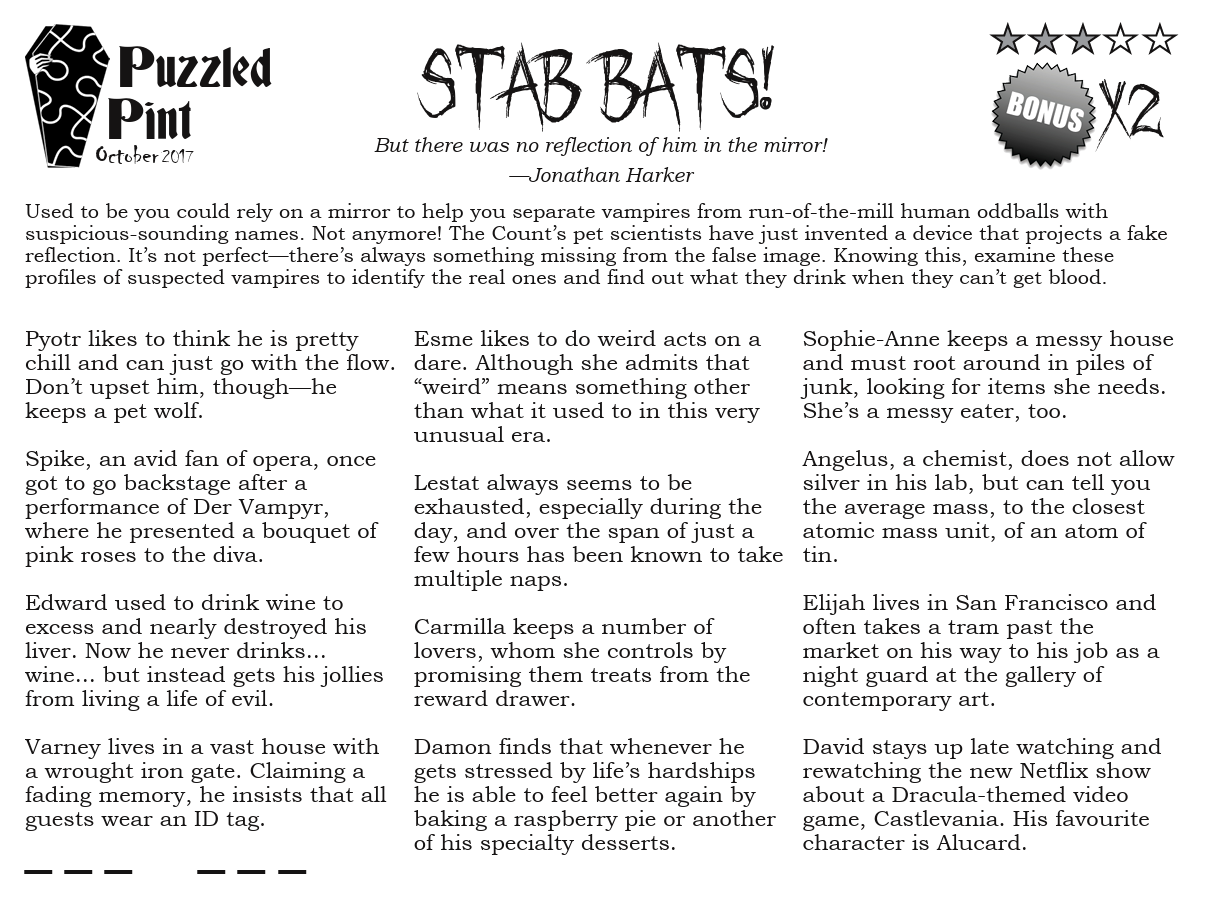 Puzzled
Pint
October 2017
STAB BATS!
But there was no reflection of him in the mirror!
—Jonathan Harker
BONUS X2
Used to be you could rely on a mirror to help you separate vampires from run-of-the-mill human oddballs with
suspicious-sounding names. Not anymore! The Count’s pet scientists have just invented a device that projects a fake
reflection. It’s not perfect—there’s always something missing from the false image. Knowing this, examine these
profiles of suspected vampires to identify the real ones and find out what they drink when they can’t get blood.
Pyotr likes to think he is pretty
chill and can just go with the flow.
Don’t upset him, though—he
keeps a pet wolf.
Spike, an avid fan of opera, once
got to go backstage after a
performance of Der Vampyr,
where he presented a bouquet of
pink roses to the diva.
Edward used to drink wine to
excess and nearly destroyed his
liver. Now he never drinks...
wine... but instead gets his jollies
from living a life of evil.
Varney lives in a vast house with
a wrought iron gate. Claiming a
fading memory, he insists that all
guests wear an ID tag.
Esme likes to do weird acts on a
dare. Although she admits that
“weird” means something other
than what it used to in this very
unusual era.
Lestat always seems to be
exhausted, especially during the
day, and over the span of just a
few hours has been known to take
multiple naps.
Carmilla keeps a number of
lovers, whom she controls by
promising them treats from the
reward drawer.
Damon finds that whenever he
gets stressed by life’s hardships
he is able to feel better again by
baking a raspberry pie or another
of his specialty desserts.
Sophie-Anne keeps a messy house
and must root around in piles of
junk, looking for items she needs.
She’s a messy eater, too.
Angelus, a chemist, does not allow
silver in his lab, but can tell you
the average mass, to the closest
atomic mass unit, of an atom of
tin.
Elijah lives in San Francisco and
often takes a tram past the
market on his way to his job as a
night guard at the gallery of
contemporary art.
David stays up late watching and
rewatching the new Netflix show
about a Dracula-themed video
game, Castlevania. His favourite
character is Alucard.